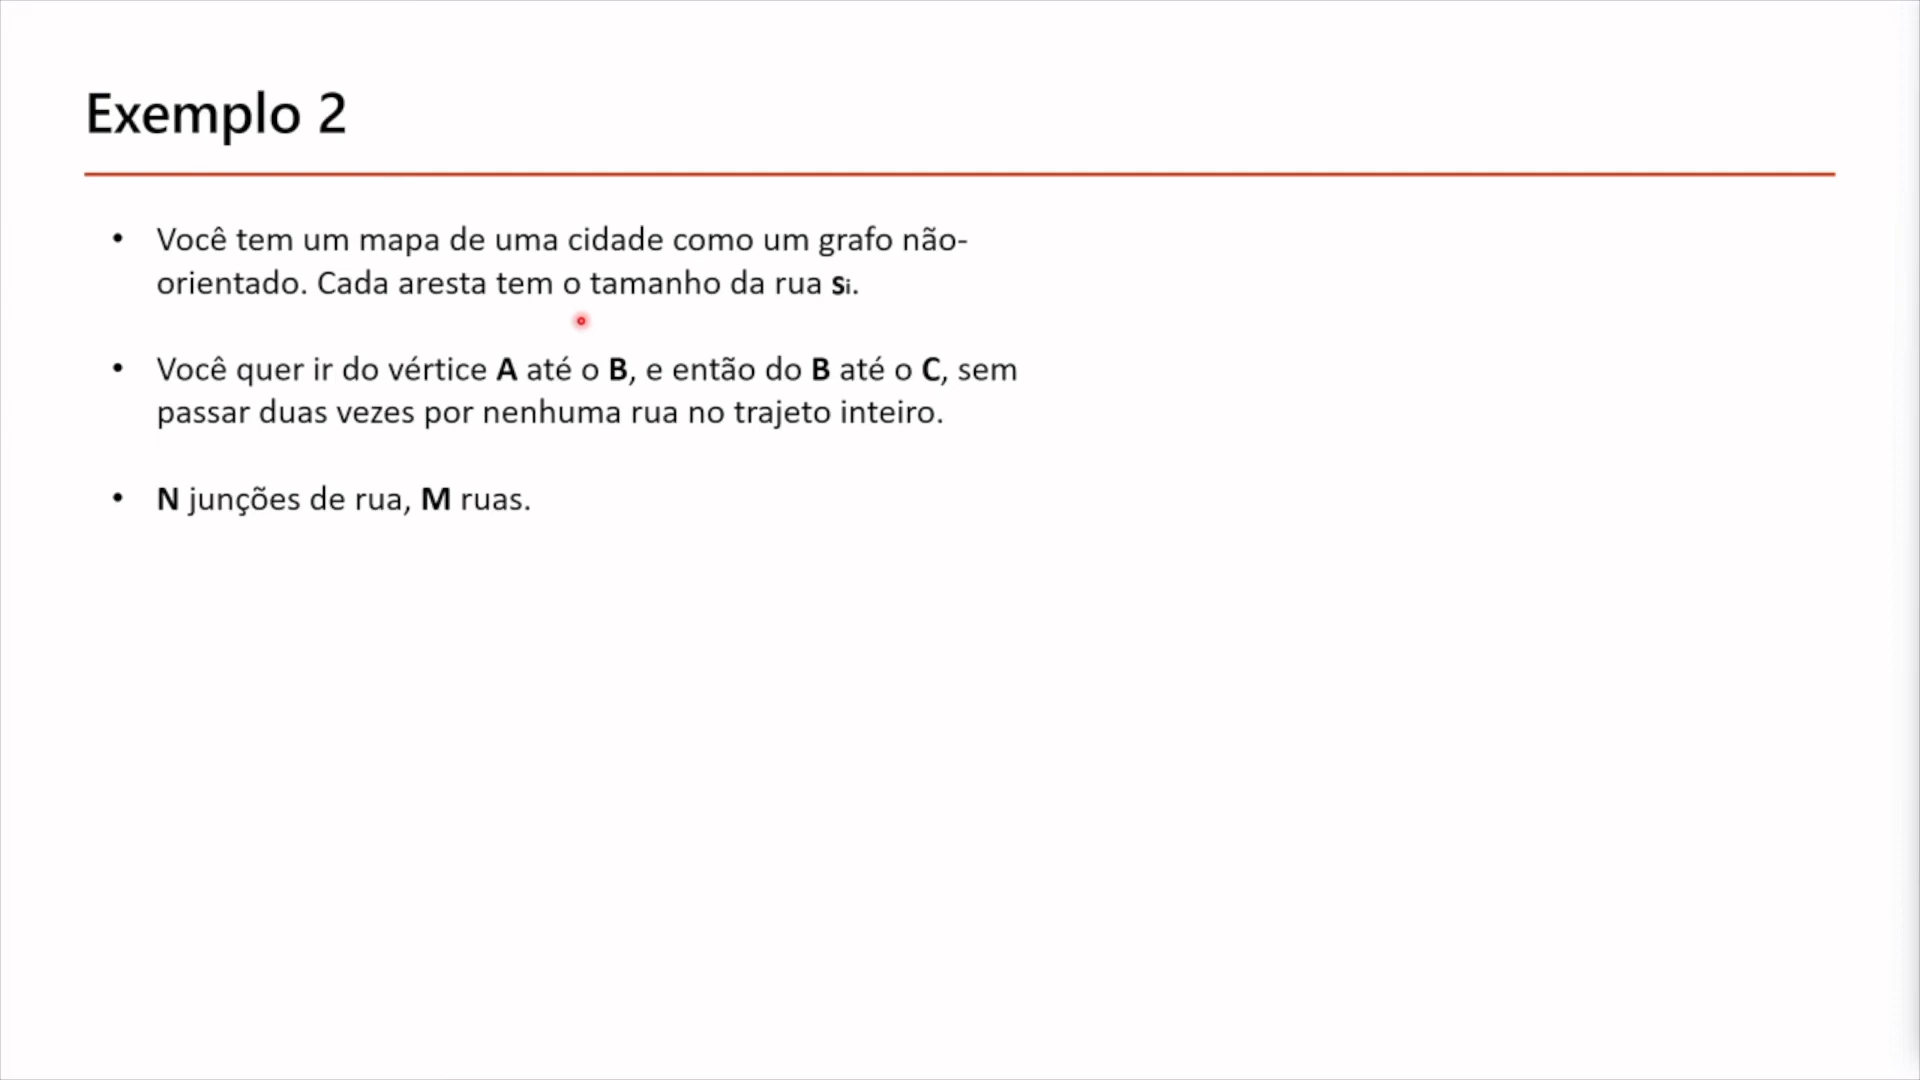 Exemplo 2
• Você tem um mapa de uma cidade como um grafo não-
orientado. Cada aresta tem o tamanho da rua si.
• Você quer ir do vértice A até o B, e então do B até o C, sem
passar duas vezes por nenhuma rua no trajeto inteiro.
• N junções de rua, M ruas.